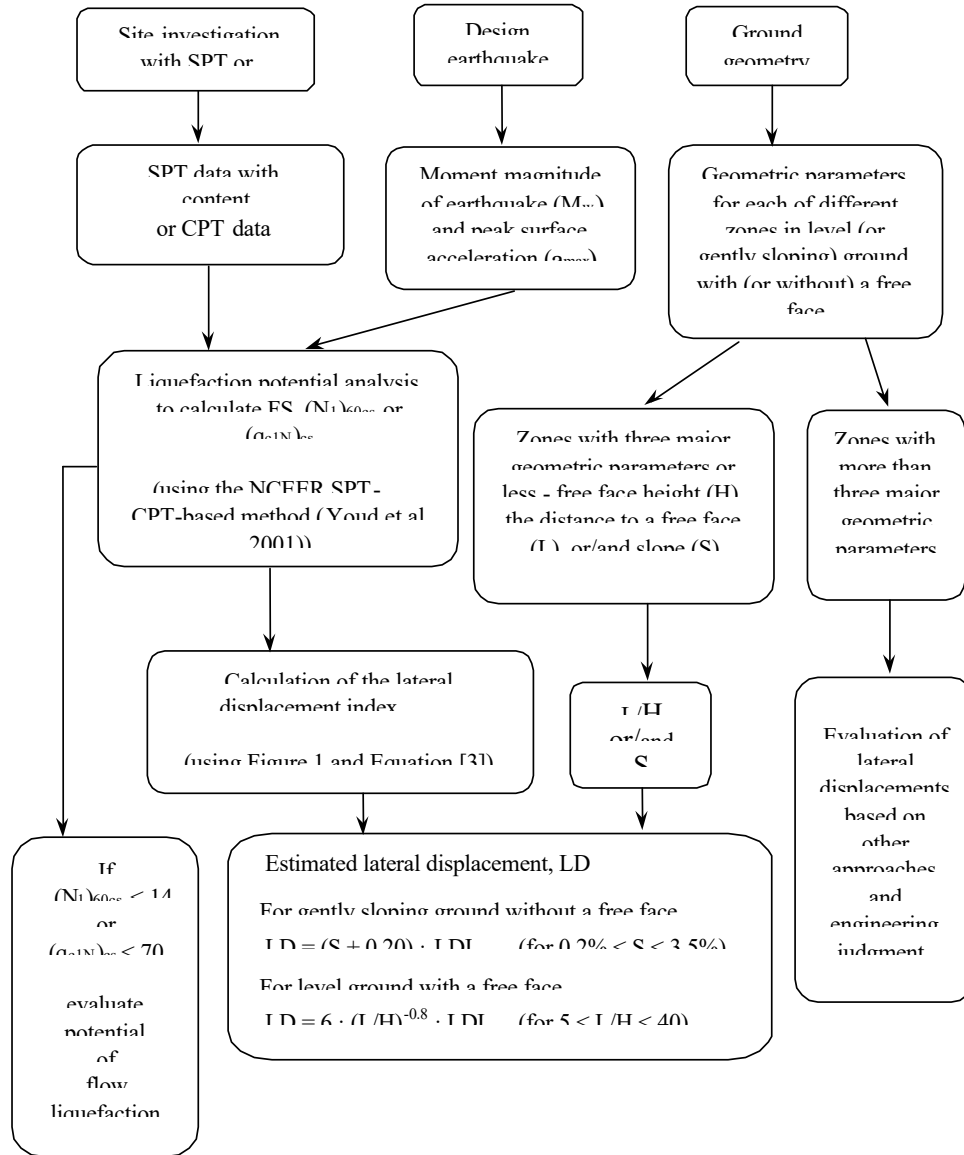 Site investigation
with SPT or
Design
earthquake
Ground
geometry
SPT data with
content
or CPT data
Moment magnitude
of earthquake (Mw)
and peak surface
acceleration (amax)
Geometric parameters
for each of different
zones in level (or
gently sloping) ground
with (or without) a free
face
Liquefaction potential analysis
to calculate FS, (N1)60cs or
(qc1N)cs
(using the NCEER SPT-
CPT-based method (Youd et al
2001))
Zones with three major
geometric parameters or
less - free face height (H)
the distance to a free face
(L), or/and slope (S)
Zones with
more than
three major
geometric
parameters
Calculation of the lateral
displacement index
(using Figure 1 and Equation [3])
L/H
or/and
S
Evaluation of
lateral
displacements
based on
other
approaches
and
engineering
judgment
If
(N1)60cs < 14
or
(qc1N)cs < 70
evaluate
potential
of
flow
liquefaction
Estimated lateral displacement, LD
For gently sloping ground without a free face
LD = (S + 0.20) · LDI (for 0.2% < S < 3.5%)
For level ground with a free face
LD = 6 · (L/H)^-0.8 · LDI (for 5 < L/H < 40)